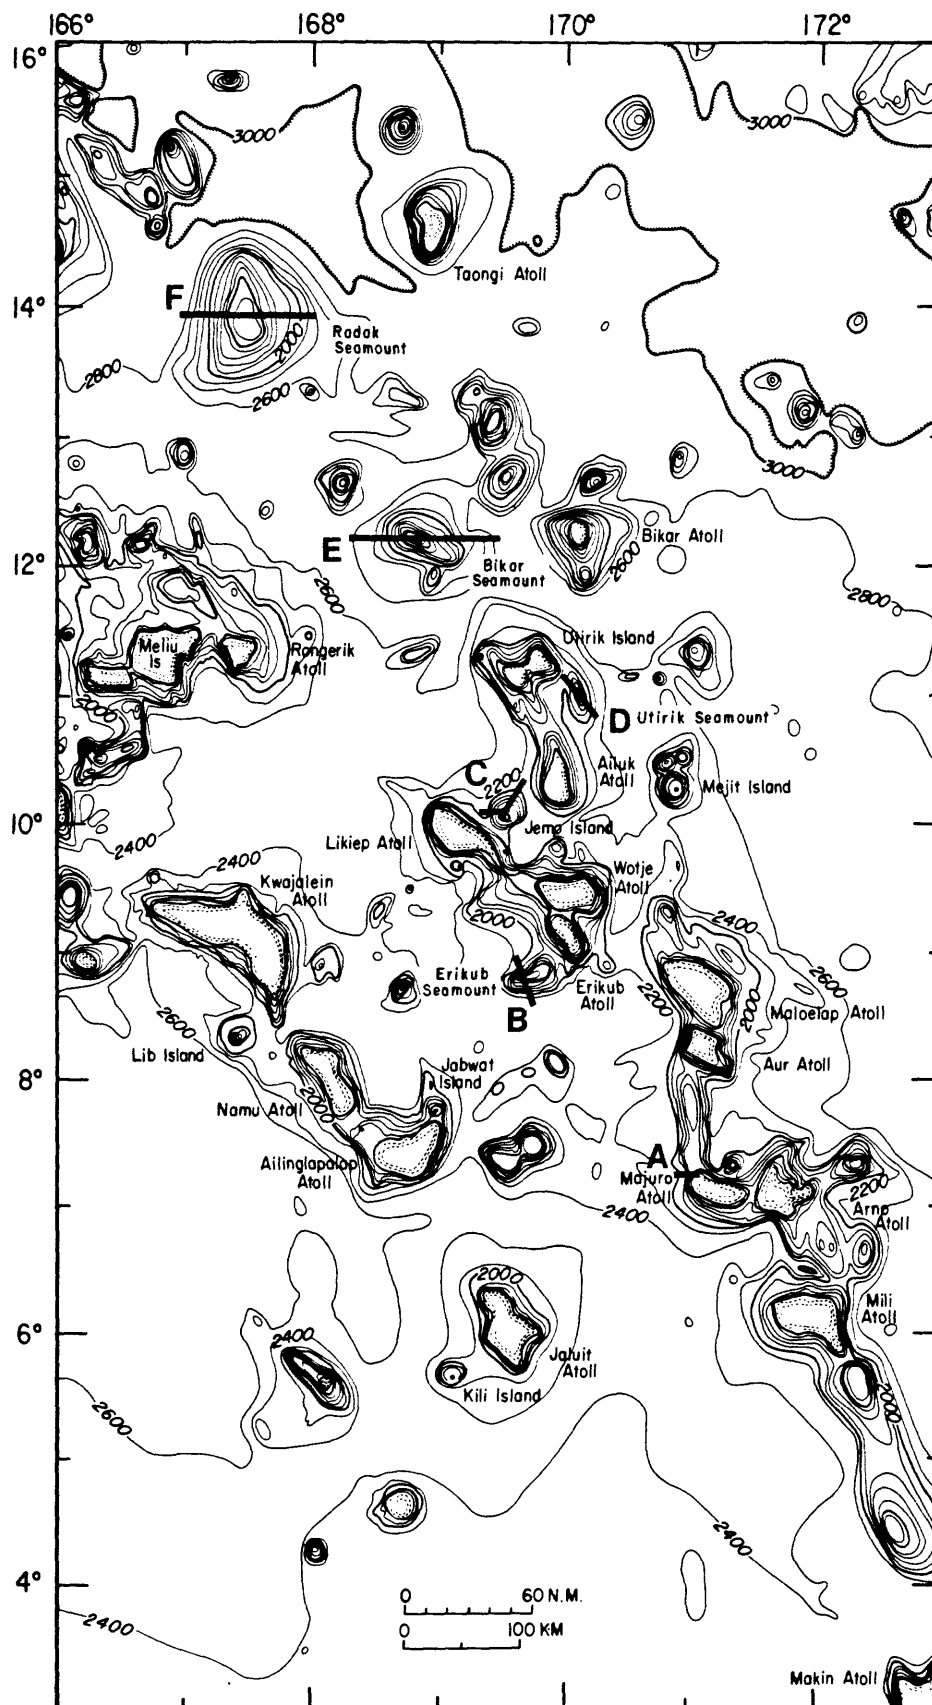 166° 168° 170° 172°
16°
3000
3000
Taongi Atoll
14°
F
2000
Radak
Seamount
2800
2600
3000
Bikar Atoll
E
12°
Bikar
Seamount
2600
2600
2800
Utirik Island
Meliu
Is
Rongerik
Atoll
2000
D
Utirik Seamount
C
2200
Ailuk
Atoll
Mejit Island
10°
Jemo Island
Likiep Atoll
2400
2400
Kwajalein
Atoll
Wotje
Atoll
2000
2400
Erikub
Seamount
Erikub
Atoll
2600
2200
2000
Maloelap Atoll
B
2600
Lib Island
Jabwat
Island
Aur Atoll
8°
Namu Atoll
2000
Ailinglapalap
Atoll
A
Majuro
Atoll
2200
Arno
Atoll
2400
2000
Mili
Atoll
6°
2400
Jaluit
Atoll
Kili Island
2000
2600
2400
4°
0 60 N.M.
0 100 KM
2400
Makin Atoll